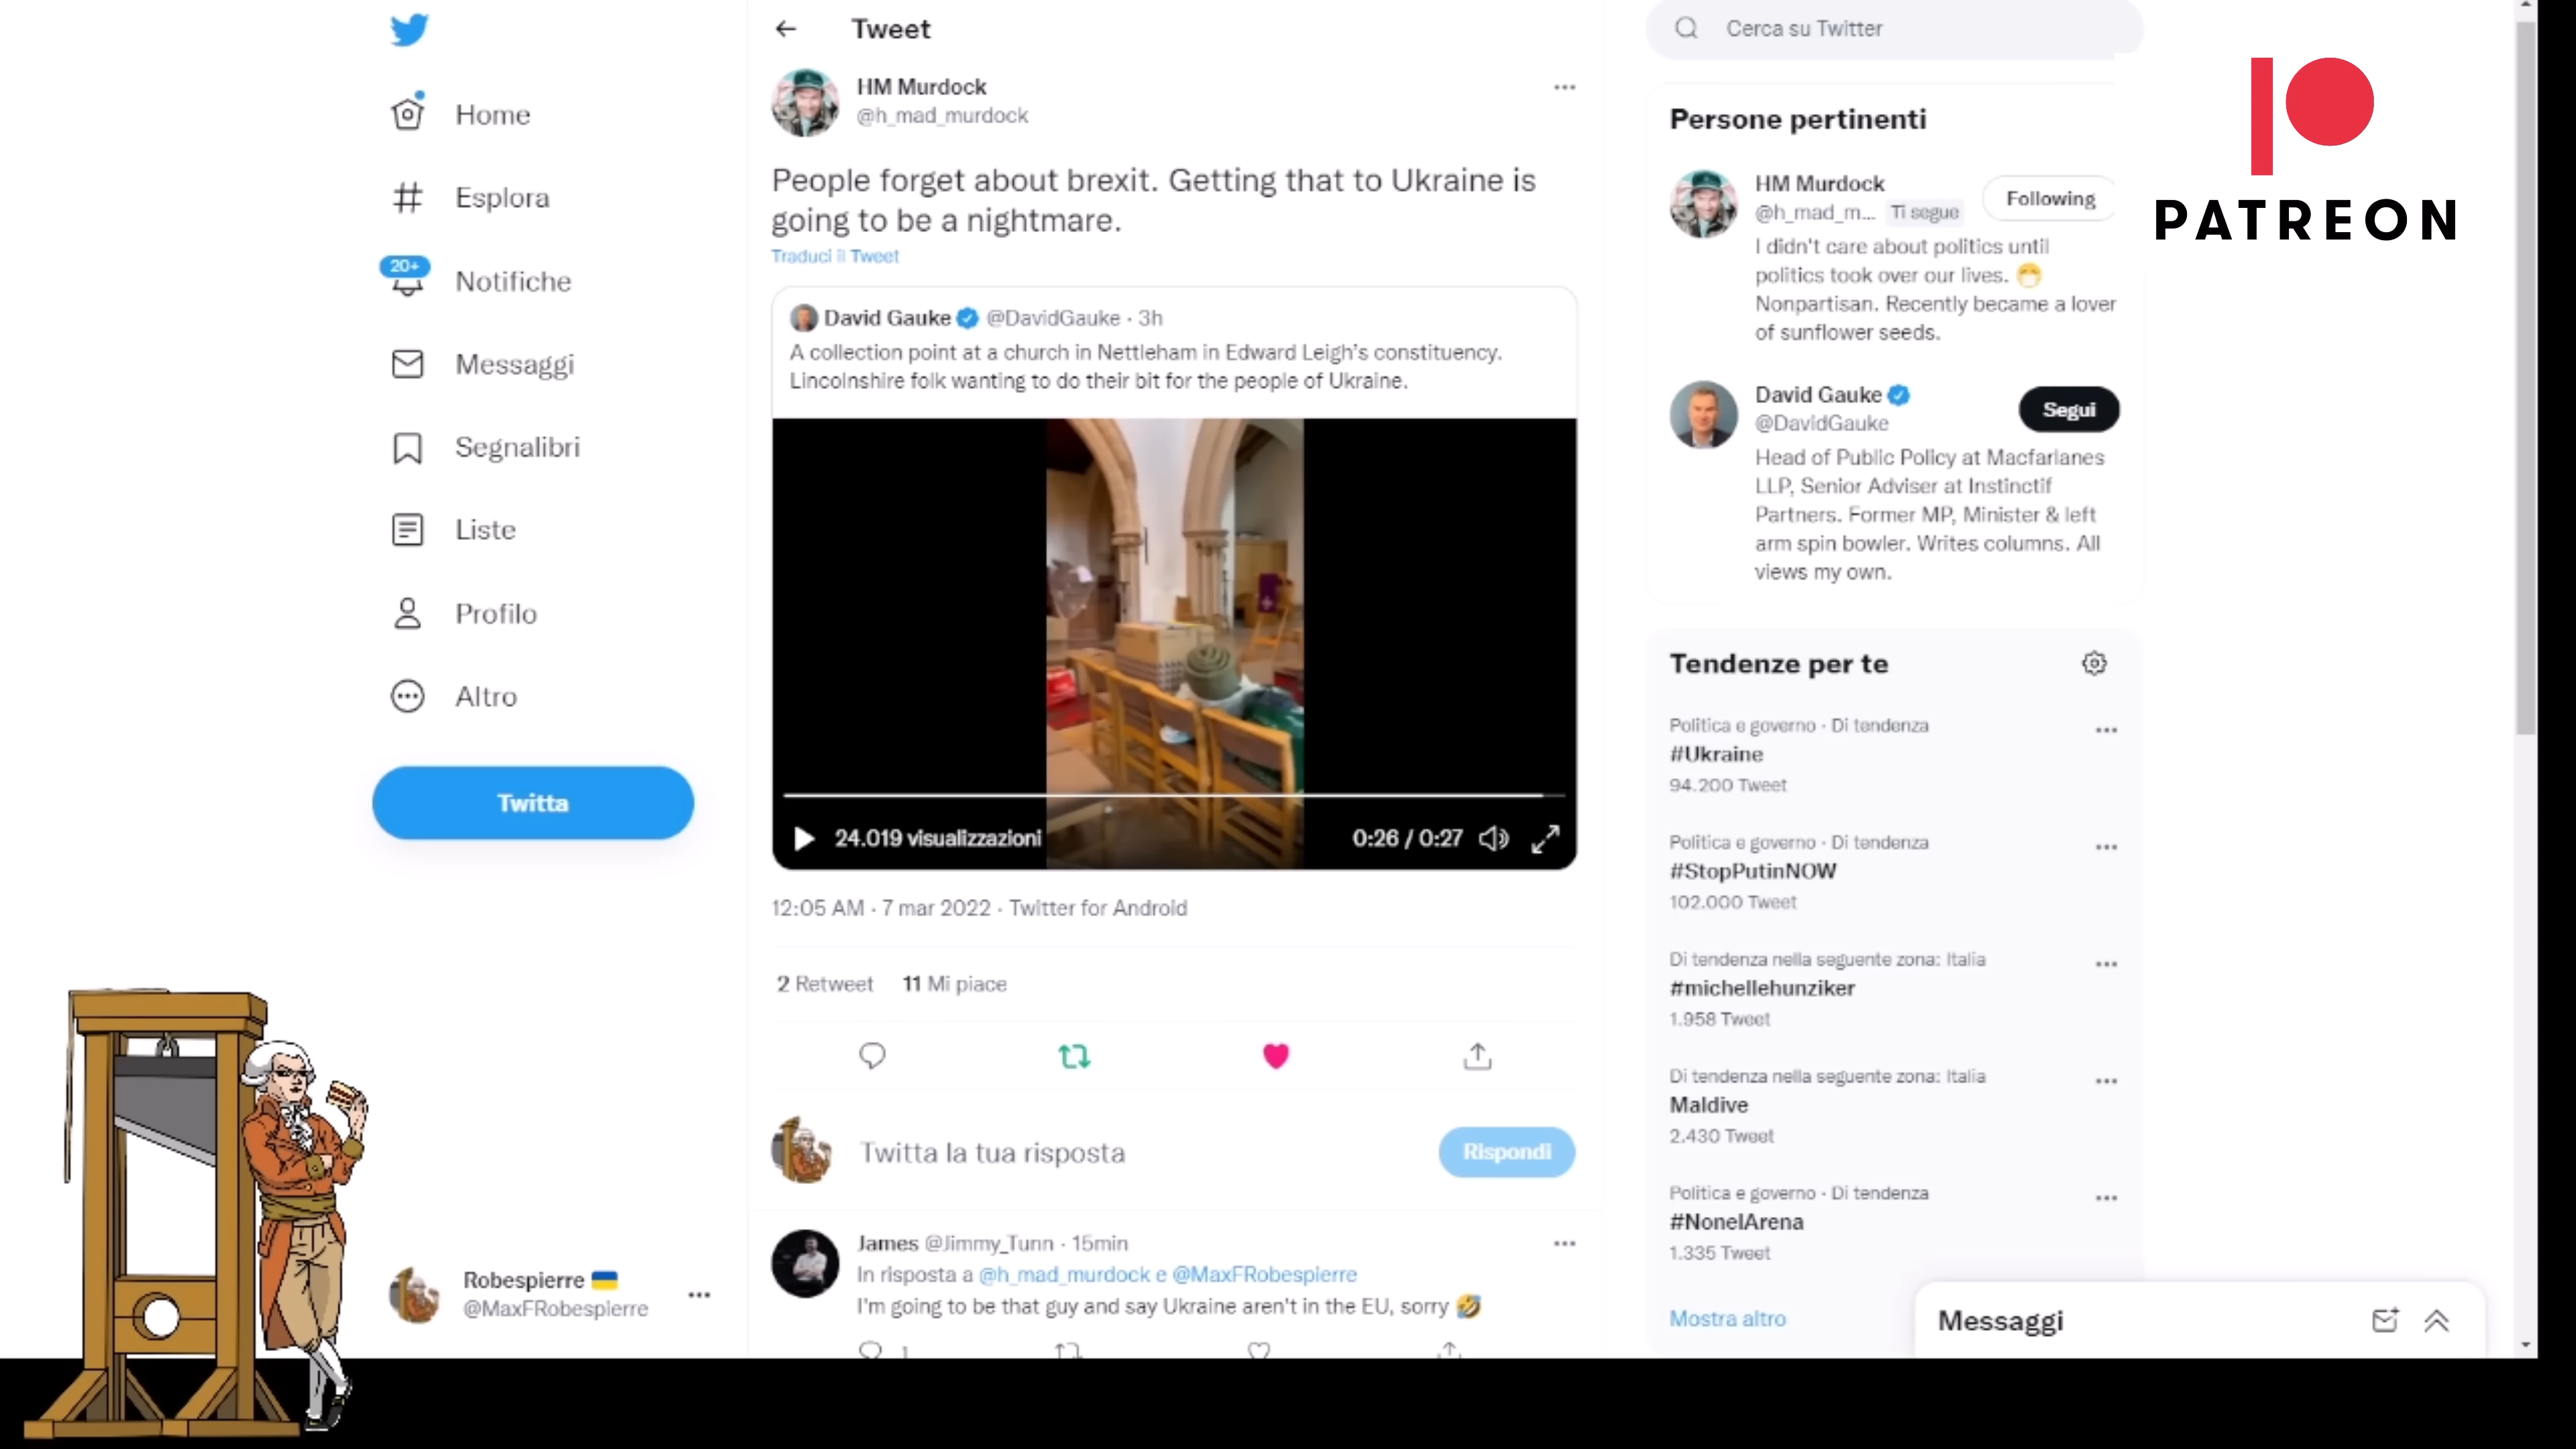 Home
Esplora
20+
Notifiche
Messaggi
Segnalibri
Liste
Profilo
Altro
Twitta
Robespierre
@MaxFRobespierre
Tweet
HM Murdock
@h_mad_murdock
People forget about brexit. Getting that to Ukraine is
going to be a nightmare.
Traduci il Tweet
David Gauke @DavidGauke · 3h
A collection point at a church in Nettleham in Edward Leigh's constituency.
Lincolnshire folk wanting to do their bit for the people of Ukraine.
24.019 visualizzazioni
0:26 / 0:27
12:05 AM · 7 mar 2022 · Twitter for Android
2 Retweet 11 Mi piace
Twitta la tua risposta
Rispondi
James @Jimmy_Tunn · 15min
In risposta a @h_mad_murdock e @MaxFRobespierre
I'm going to be that guy and say Ukraine aren't in the EU, sorry
1
Cerca su Twitter
Persone pertinenti
HM Murdock
@h_mad_m... Ti segue
Following
I didn't care about politics until
politics took over our lives.
Nonpartisan. Recently became a lover
of sunflower seeds.
David Gauke
@DavidGauke
Segui
Head of Public Policy at Macfarlanes
LLP, Senior Adviser at Instinctif
Partners. Former MP, Minister & left
arm spin bowler. Writes columns. All
views my own.
Tendenze per te
Politica e governo · Di tendenza
#Ukraine
94.200 Tweet
Politica e governo · Di tendenza
#StopPutinNOW
102.000 Tweet
Di tendenza nella seguente zona: Italia
#michellehunziker
1.958 Tweet
Di tendenza nella seguente zona: Italia
Maldive
2.430 Tweet
Politica e governo · Di tendenza
#NonelArena
1.335 Tweet
Mostra altro
Messaggi
PATREON